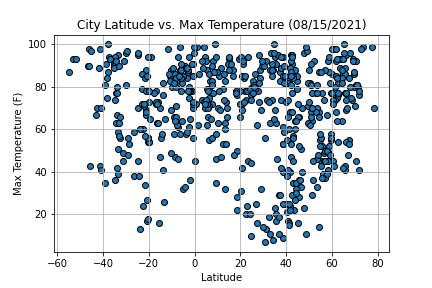 City Latitude vs. Max Temperature (08/15/2021)
Max Temperature (F)
100
80
60
40
20
−60 −40 −20 0 20 40 60 80
Latitude